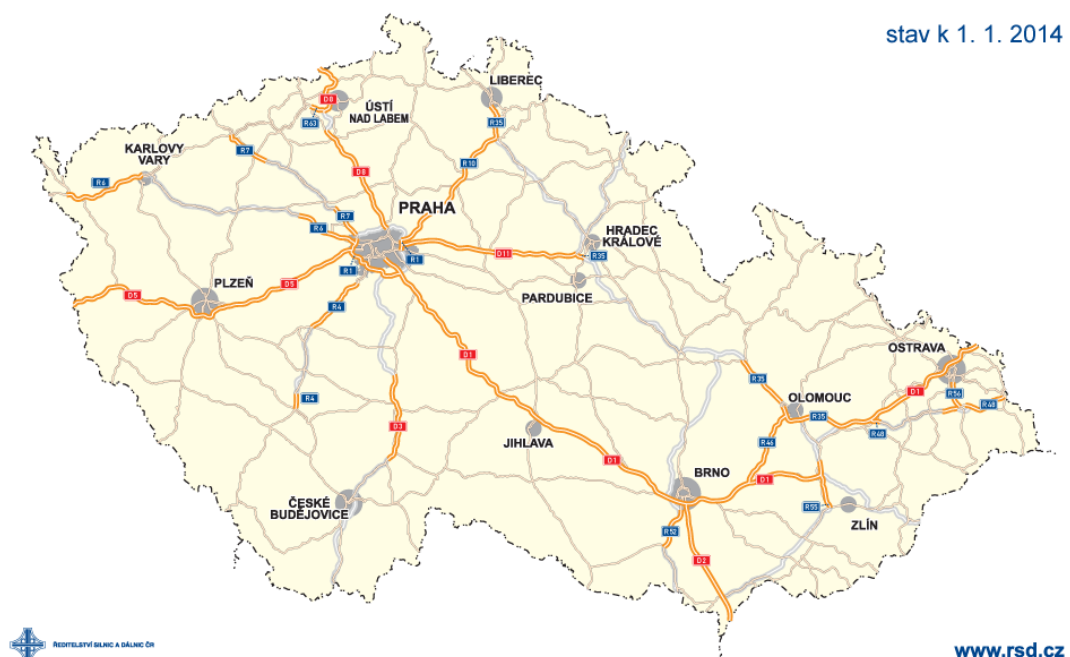 stav k 1. 1. 2014
LIBEREC
D8
ÚSTÍ
NAD LABEM
R63
R35
KARLOVY
VARY
R7
R10
D8
R6
PRAHA
R7
R6
HRADEC
KRÁLOVÉ
D11
R35
R1
R1
PLZEŇ
D5
D5
PARDUBICE
R4
D1
OSTRAVA
R35
D1
R56
R48
OLOMOUC
R4
R35
D3
JIHLAVA
R46
R48
D1
BRNO
D1
ČESKÉ
BUDĚJOVICE
R55
ZLÍN
R52
D2
ŘEDITELSTVÍ SILNIC A DÁLNIC ČR
www.rsd.cz